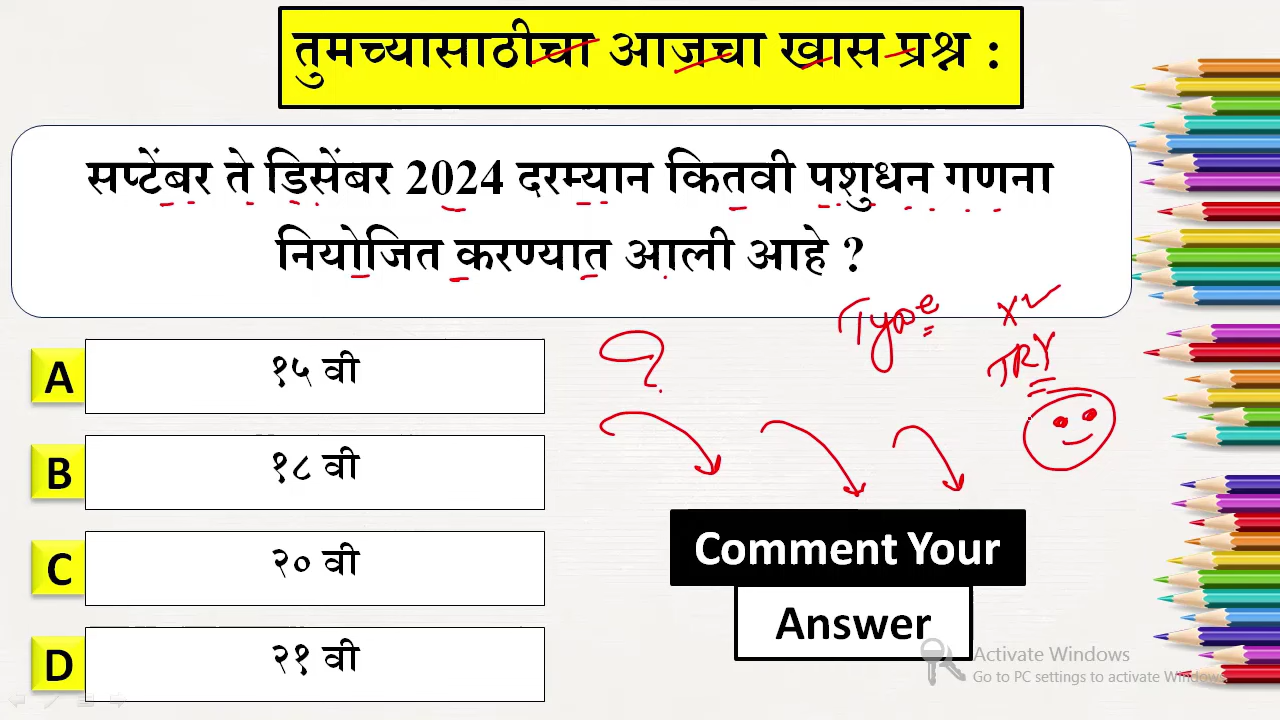 तुमच्यासाठीचा आजचा खास प्रश्न :
सप्टेंबर ते डिसेंबर 2024 दरम्यान कितवी पशुधन गणना
नियोजित करण्यात आली आहे ?
Type
TRY
A १५ वी
B १८ वी
C २० वी
D २१ वी
Comment Your
Answer
Activate Windows
Go to PC settings to activate Windows.